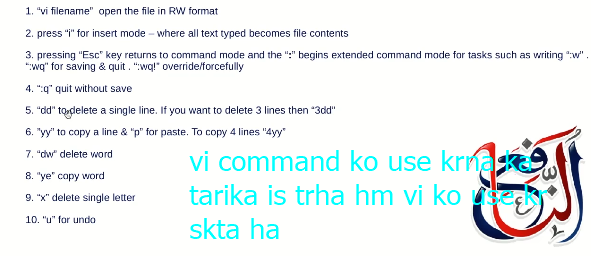 1. “vi filename”  open the file in RW format
2. press “i” for insert mode – where all text typed becomes file contents
3. pressing “Esc” key returns to command mode and the “:” begins extended command mode for tasks such as writing “:w” .
“:wq” for saving & quit . “:wq!” override/forcefully
4. “:q” quit without save
5. “dd” to delete a single line. If you want to delete 3 lines then “3dd”
6. ”yy” to copy a line & “p” for paste. To copy 4 lines “4yy”
7. “dw” delete word
8. “ye” copy word
9. “x” delete single letter
10. “u” for undo
vi command ko use krna ka
tarika is trha hm vi ko use kr
skta ha